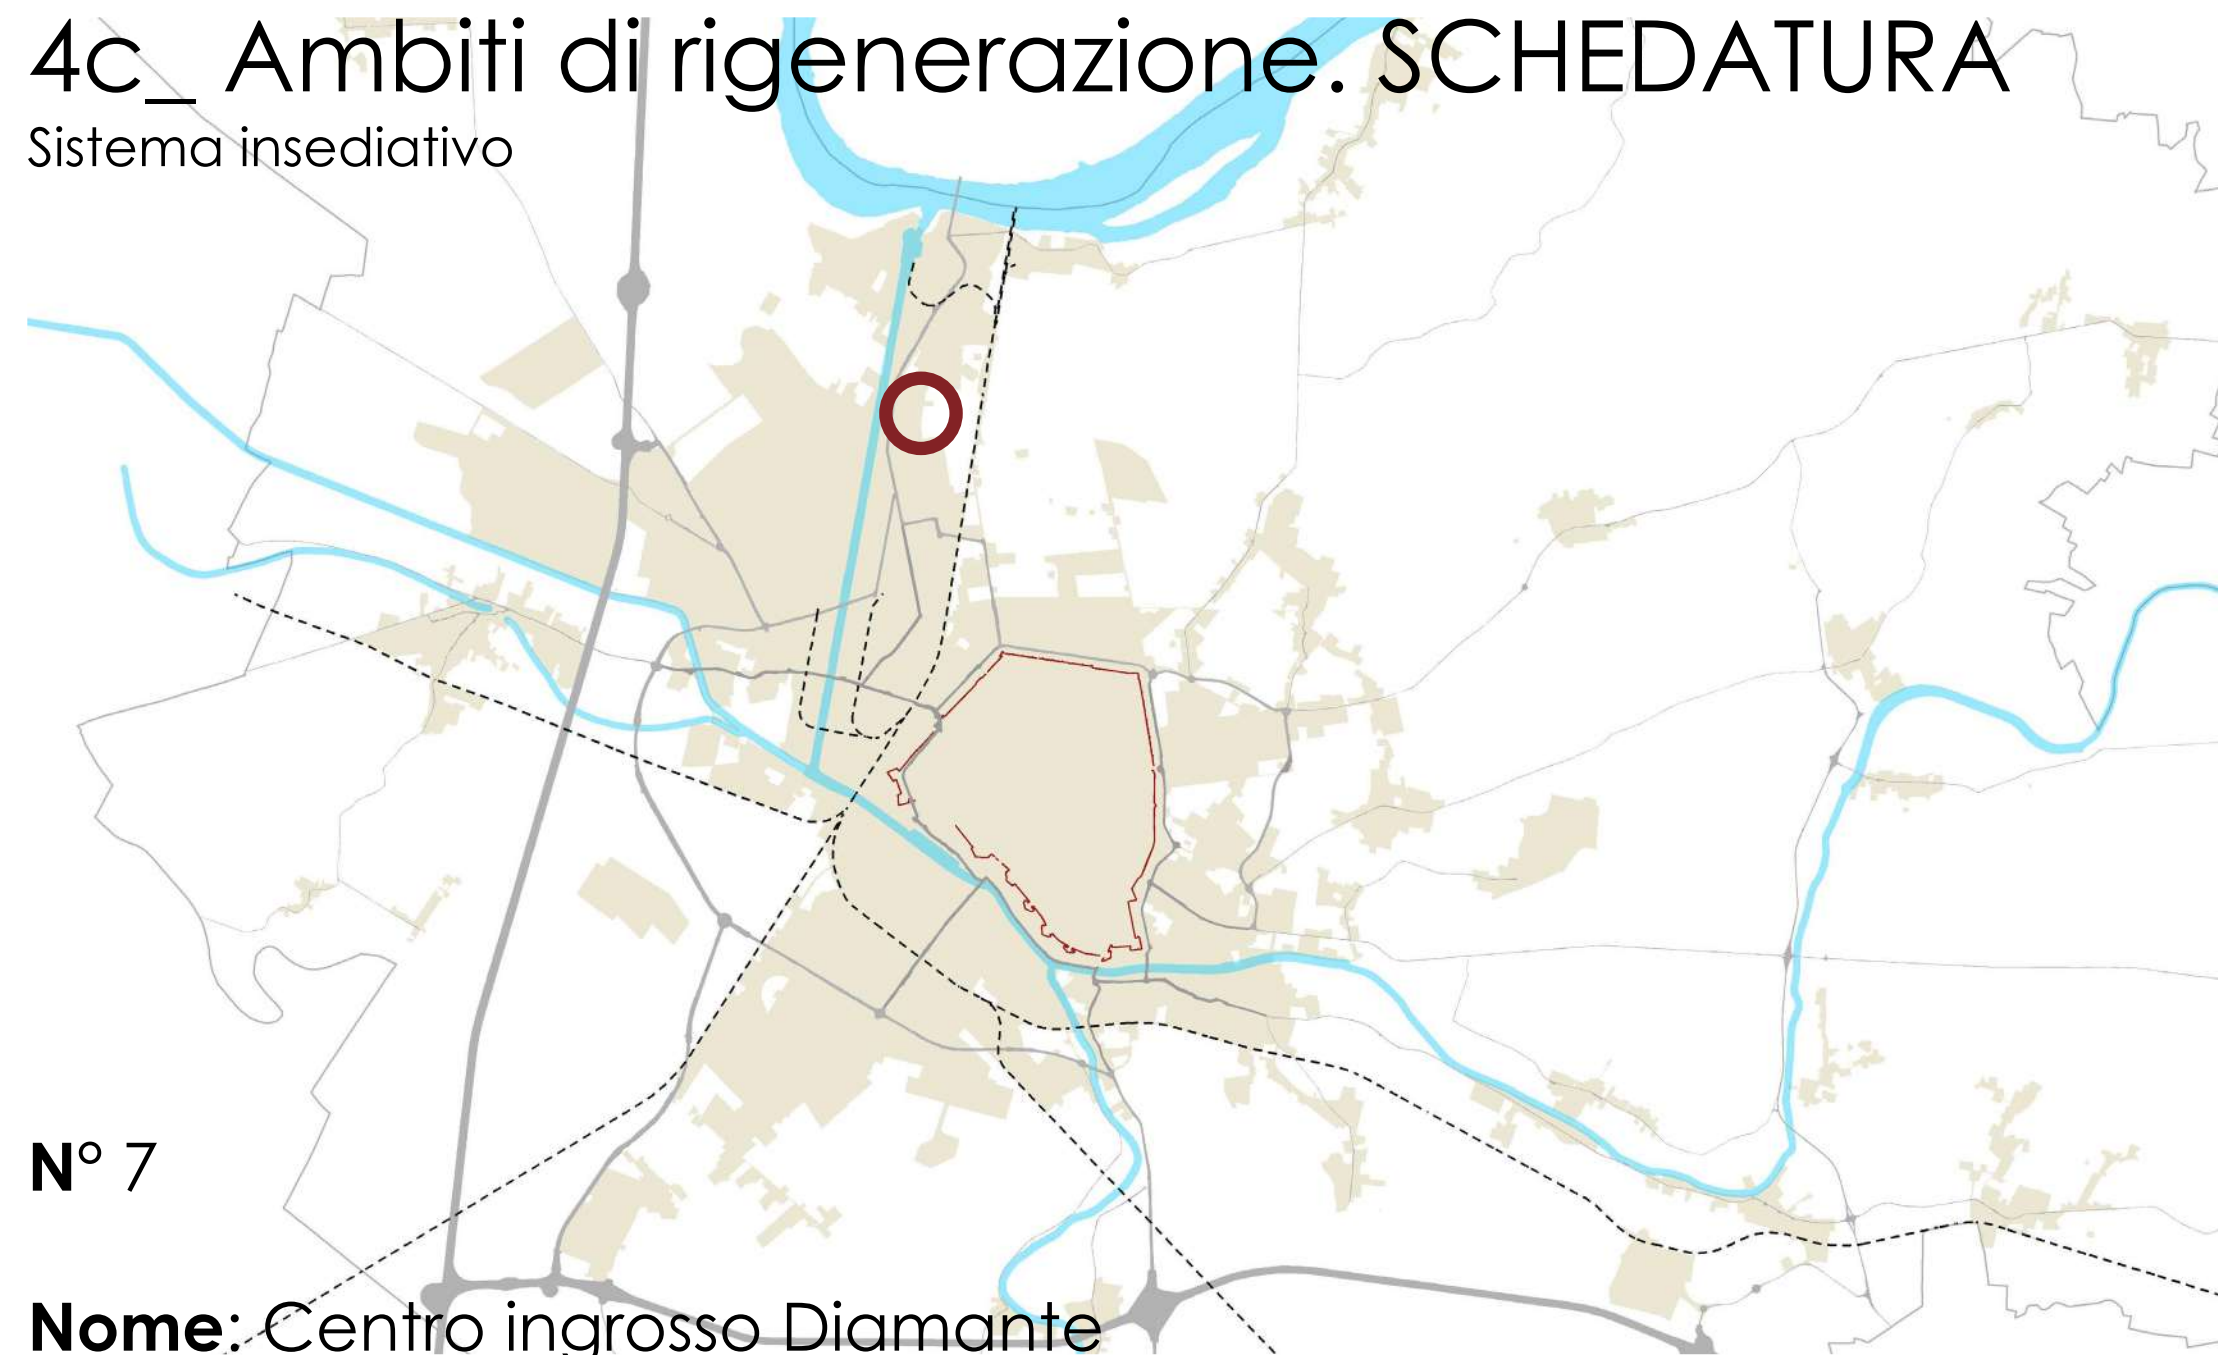 4c_ Ambiti di rigenerazione. SCHEDATURA
Sistema insediativo
N° 7
Nome: Centro ingrosso Diamante